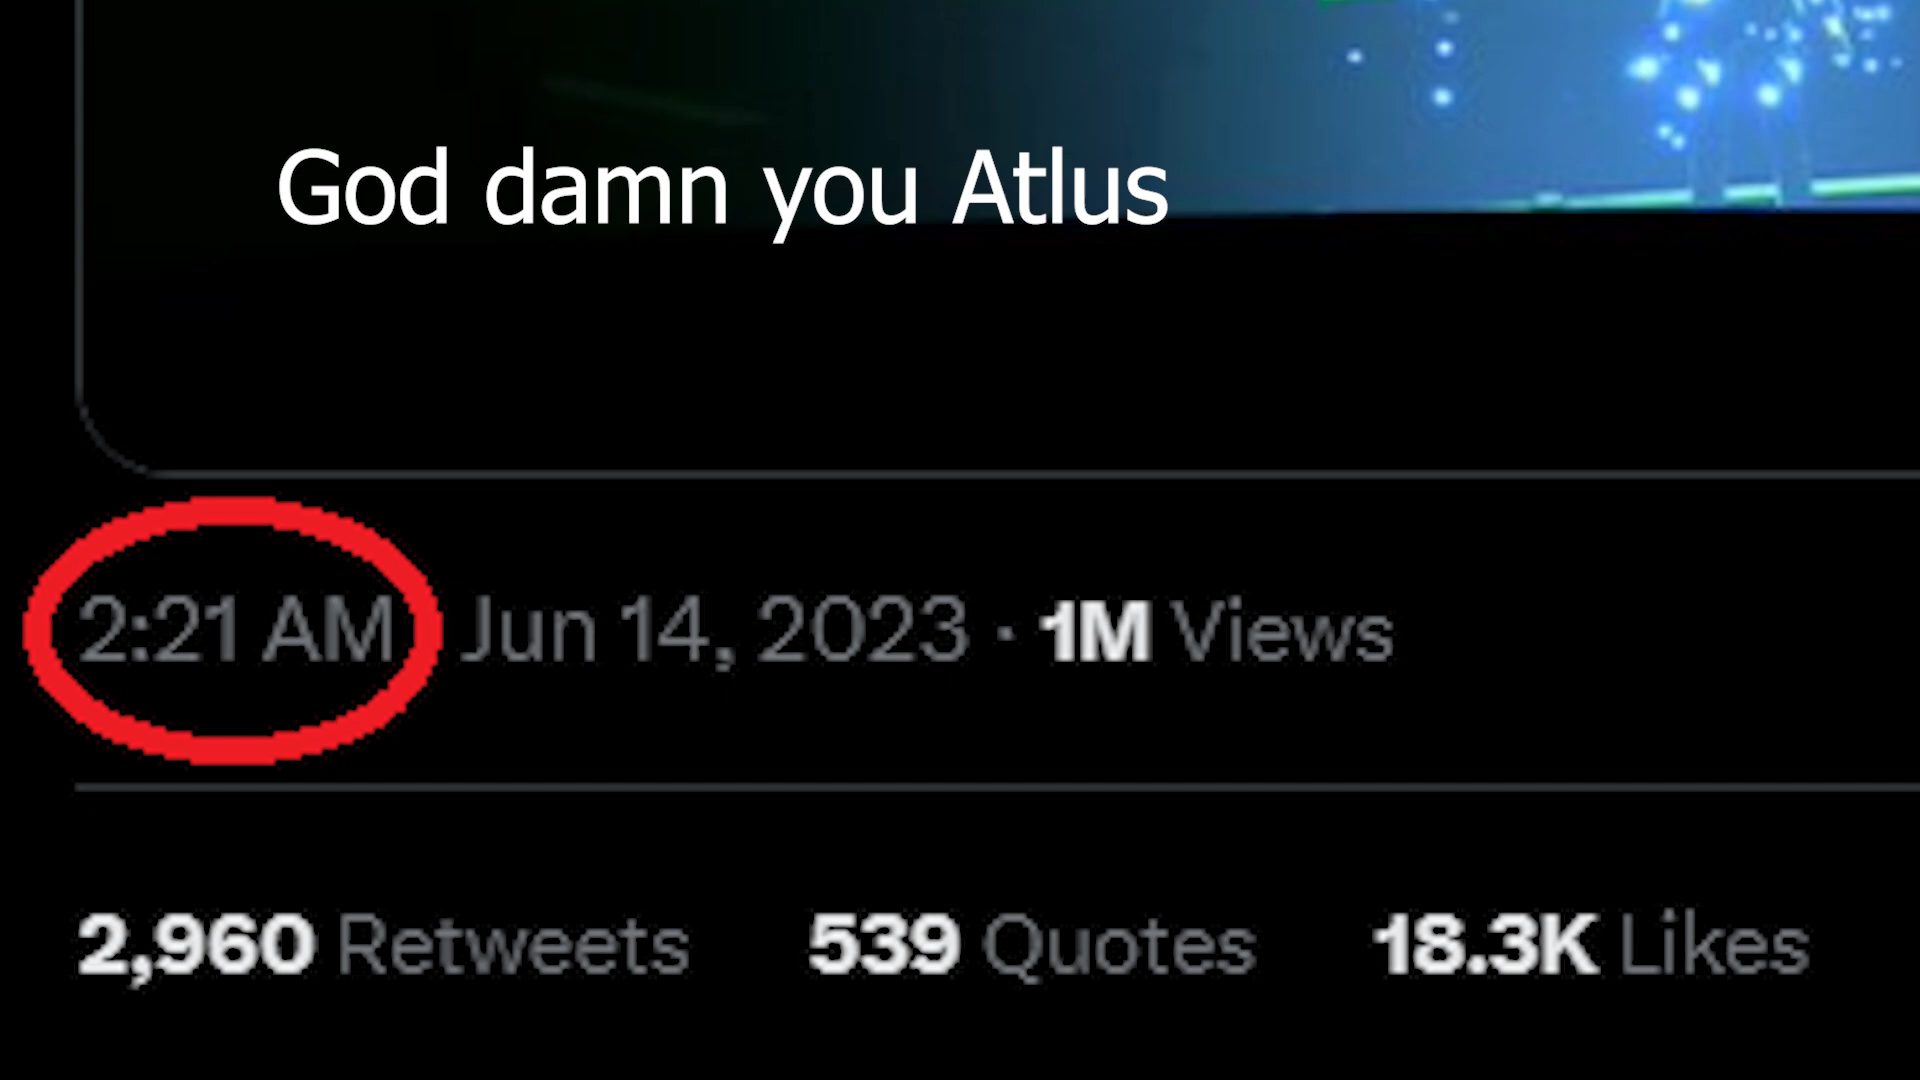 God damn you Atlus
2:21 AM Jun 14, 2023 · 1M Views
2,960 Retweets 539 Quotes 18.3K Likes